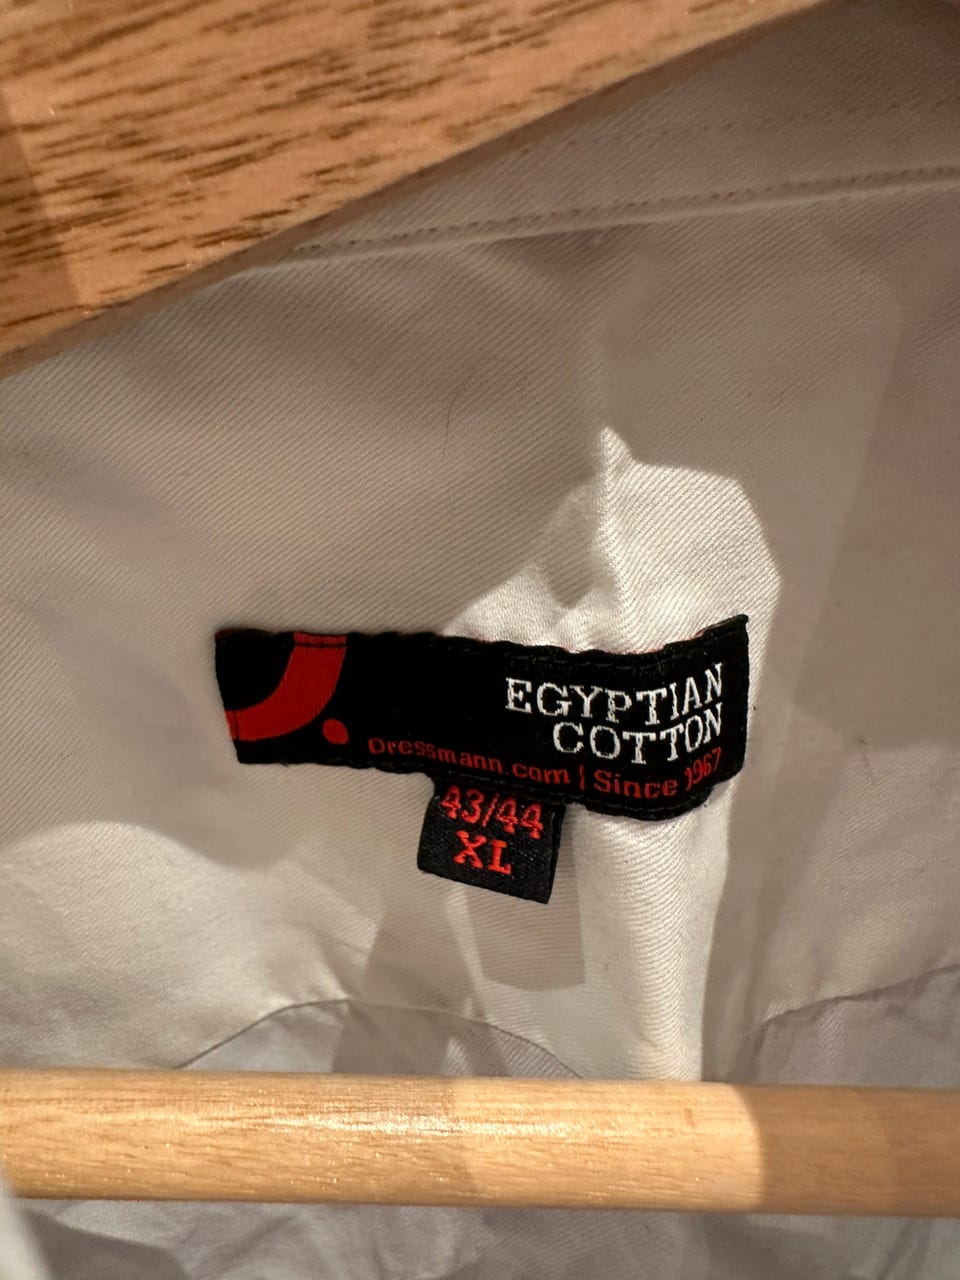 EGYPTIAN
COTTON
Dressmann.com | Since 1967
43/44
XL